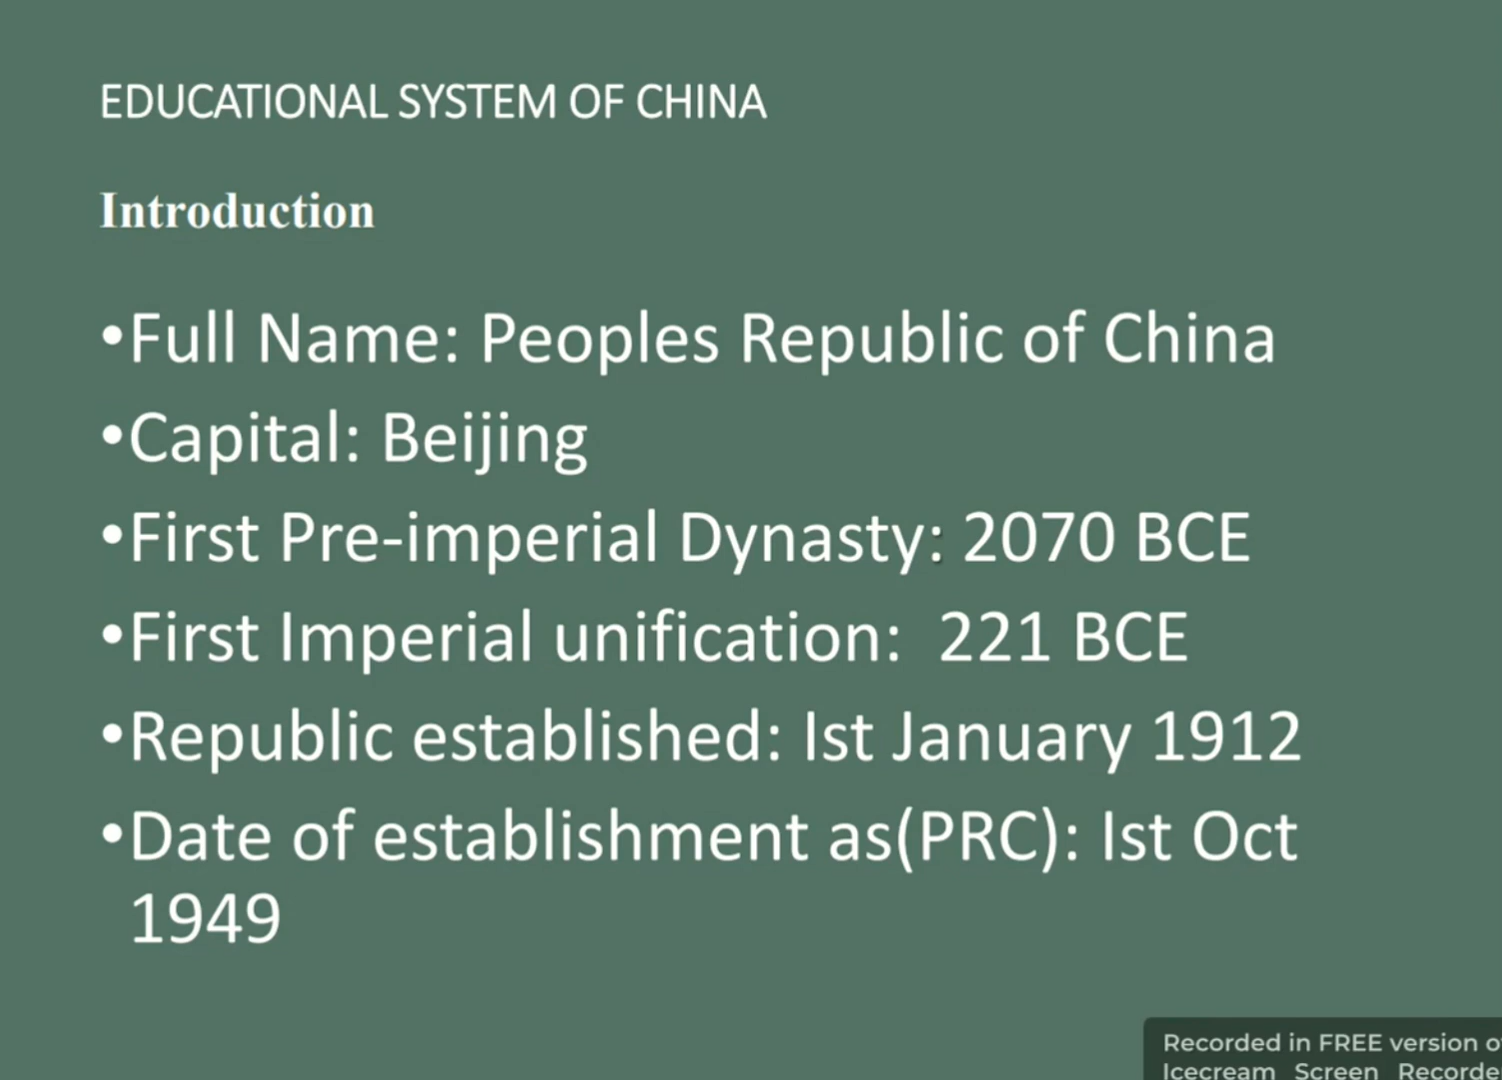 EDUCATIONAL SYSTEM OF CHINA
Introduction
•Full Name: Peoples Republic of China
•Capital: Beijing
•First Pre-imperial Dynasty: 2070 BCE
•First Imperial unification:  221 BCE
•Republic established: Ist January 1912
•Date of establishment as(PRC): Ist Oct
1949
Recorded in FREE version
Icecream Screen